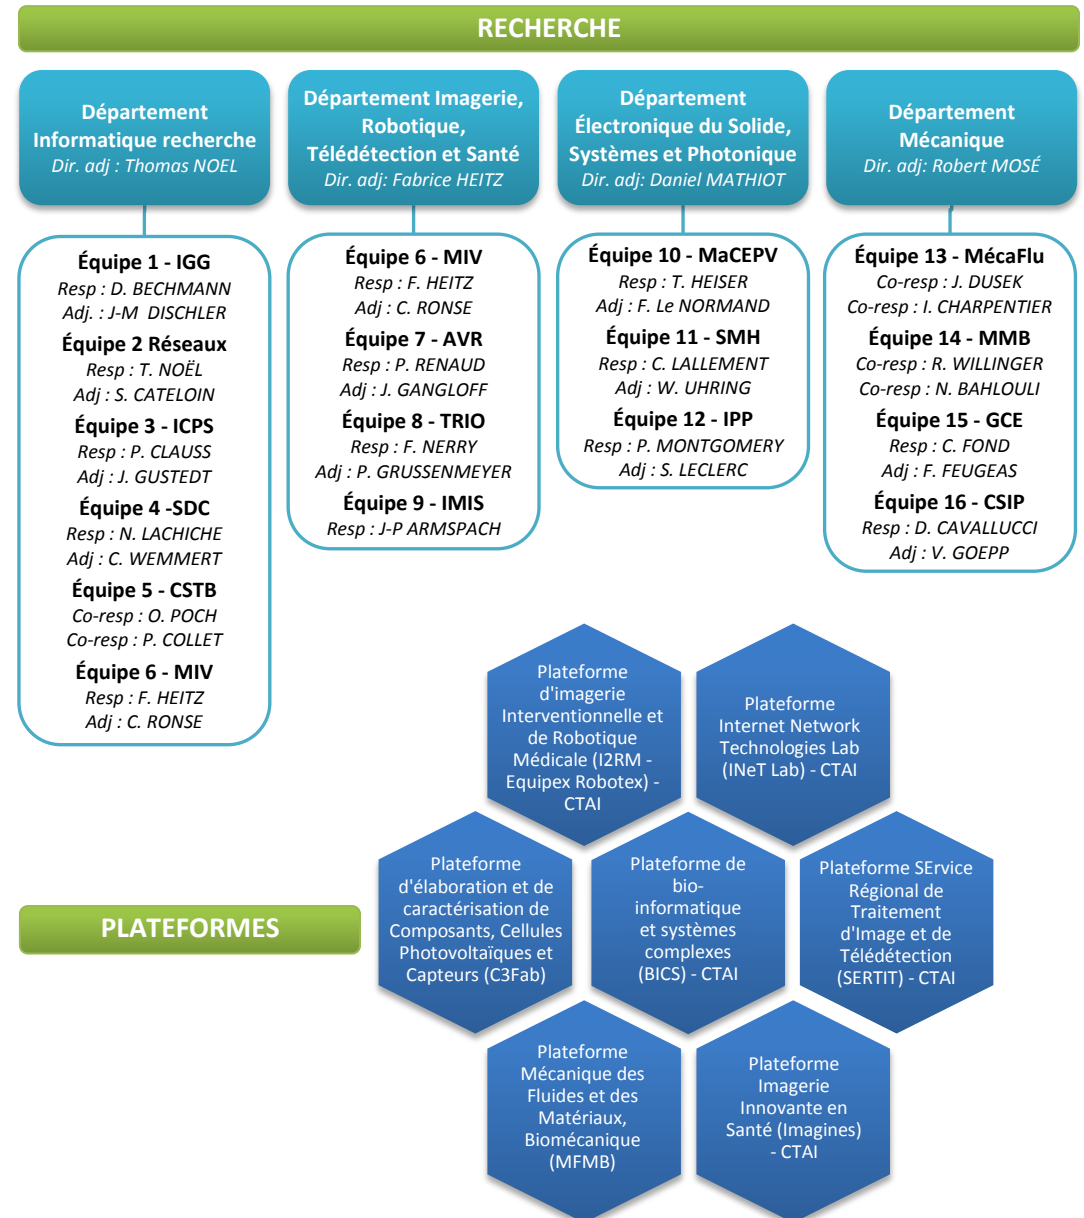 RECHERCHE
Département
Informatique recherche
Dir. adj : Thomas NOEL
Équipe 1 - IGG
Resp : D. BECHMANN
Adj. : J-M DISCHLER
Équipe 2 Réseaux
Resp : T. NOËL
Adj : S. CATELOIN
Équipe 3 - ICPS
Resp : P. CLAUSS
Adj : J. GUSTEDT
Équipe 4 -SDC
Resp : N. LACHICHE
Adj : C. WEMMERT
Équipe 5 - CSTB
Co-resp : O. POCH
Co-resp : P. COLLET
Équipe 6 - MIV
Resp : F. HEITZ
Adj : C. RONSE
Département Imagerie,
Robotique,
Télédétection et Santé
Dir. adj: Fabrice HEITZ
Équipe 6 - MIV
Resp : F. HEITZ
Adj : C. RONSE
Équipe 7 - AVR
Resp : P. RENAUD
Adj : J. GANGLOFF
Équipe 8 - TRIO
Resp : F. NERRY
Adj : P. GRUSSENMEYER
Équipe 9 - IMIS
Resp : J-P ARMSPACH
Département
Électronique du Solide,
Systèmes et Photonique
Dir. adj: Daniel MATHIOT
Équipe 10 - MaCEPV
Resp : T. HEISER
Adj : F. Le NORMAND
Équipe 11 - SMH
Resp : C. LALLEMENT
Adj : W. UHRING
Équipe 12 - IPP
Resp : P. MONTGOMERY
Adj : S. LECLERC
Département
Mécanique
Dir. adj: Robert MOSÉ
Équipe 13 - MécaFlu
Co-resp : J. DUSEK
Co-resp : I. CHARPENTIER
Équipe 14 - MMB
Co-resp : R. WILLINGER
Co-resp : N. BAHLOULI
Équipe 15 - GCE
Resp : C. FOND
Adj : F. FEUGEAS
Équipe 16 - CSIP
Resp : D. CAVALLUCCI
Adj : V. GOEPP
PLATEFORMES
Plateforme
d'imagerie
Interventionnelle et
de Robotique
Médicale (I2RM -
Equipex Robotex) -
CTAI
Plateforme
Internet Network
Technologies Lab
(INeT Lab) - CTAI
Plateforme
d'élaboration et de
caractérisation de
Composants, Cellules
Photovoltaïques et
Capteurs (C3Fab)
Plateforme de
bio-
informatique
et systèmes
complexes
(BICS) - CTAI
Plateforme SErvice
Régional de
Traitement
d'Image et de
Télédétection
(SERTIT) - CTAI
Plateforme
Mécanique des
Fluides et des
Matériaux,
Biomécanique
(MFMB)
Plateforme
Imagerie
Innovante en
Santé (Imagines)
- CTAI